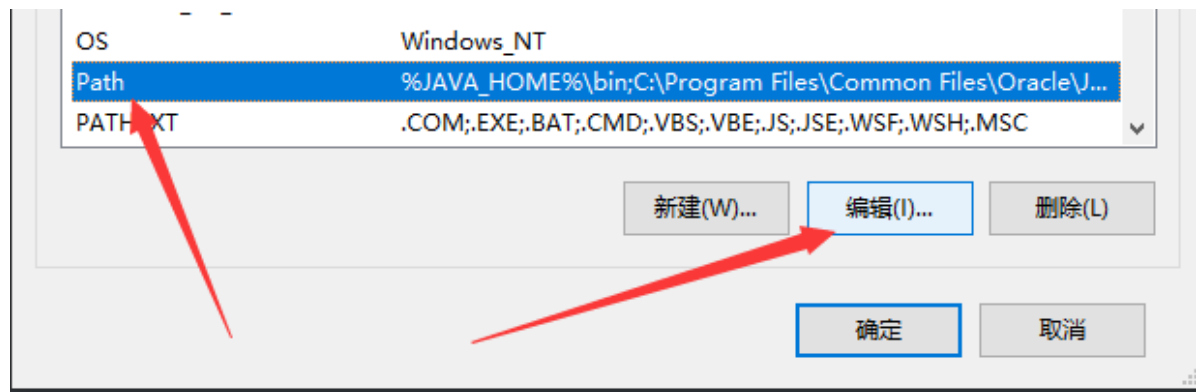 OS Windows_NT
Path %JAVA_HOME%\bin;C:\Program Files\Common Files\Oracle\J...
.COM;.EXE;.BAT;.CMD;.VBS;.VBE;.JS;.JSE;.WSF;.WSH;.MSC
新建(W)... 编辑(I)... 删除(L)
确定 取消